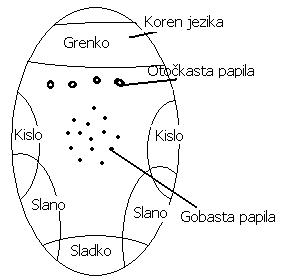 Koren jezika
Grenko
Otočkasta papila
Kislo
Kislo
Slano
Slano
Gobasta papila
Sladko